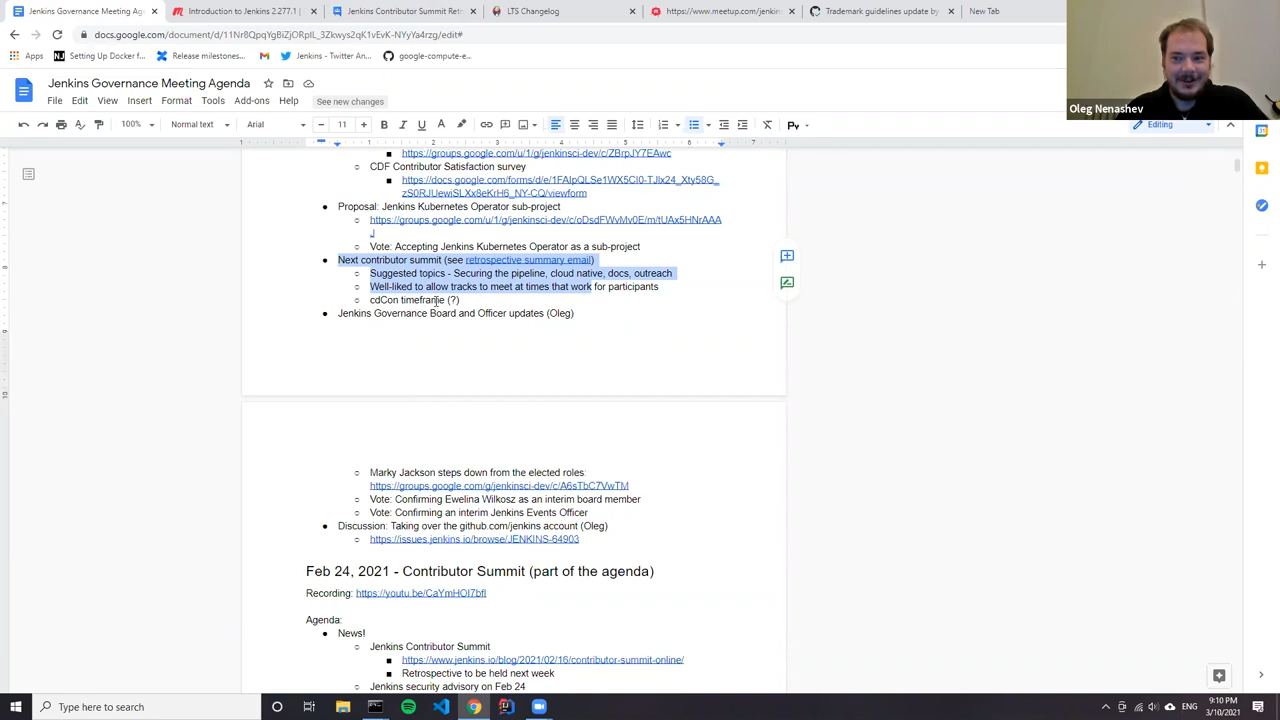 Jenkins Governance Meeting Agen
Introduction to Jenkins 2.277.1 |
Jenkins Contributor Summit Retr
LTS Changelog
https://www.meetup.com/jenkin
Trademark guidelines update by
New Tab
docs.google.com/document/d/11Nr8QpqYgBiZjORpIL_3Zkwys2qK1vEvK-NYyYa4rzg/edit#
Apps
Setting Up Docker f...
Release milestones...
Jenkins - Twitter An...
google-compute-e...
Jenkins Governance Meeting Agenda
File Edit View Insert Format Tools Add-ons Help
See new changes
100%
Normal text
Arial
11
Editing
Oleg Nenashev
https://groups.google.com/u/1/g/jenkinsci-dev/c/ZBrpJY7EAwc
CDF Contributor Satisfaction survey
https://docs.google.com/forms/d/e/1FAIpQLSe1WX5CI0-TJlx24_Xty58G_
zS0RJUewiSLXx8eKrH6_NY-CQ/viewform
Proposal: Jenkins Kubernetes Operator sub-project
https://groups.google.com/u/1/g/jenkinsci-dev/c/oDsdFWvMv0E/m/tUAx5HNrAAA
J
Vote: Accepting Jenkins Kubernetes Operator as a sub-project
Next contributor summit (see retrospective summary email)
Suggested topics - Securing the pipeline, cloud native, docs, outreach
Well-liked to allow tracks to meet at times that work for participants
cdCon timeframe (?)
Jenkins Governance Board and Officer updates (Oleg)
Marky Jackson steps down from the elected roles:
https://groups.google.com/g/jenkinsci-dev/c/A6sTbC7VwTM
Vote: Confirming Ewelina Wilkosz as an interim board member
Vote: Confirming an interim Jenkins Events Officer
Discussion: Taking over the github.com/jenkins account (Oleg)
https://issues.jenkins.io/browse/JENKINS-64903
Feb 24, 2021 - Contributor Summit (part of the agenda)
Recording: https://youtu.be/CaYmHOI7bfI
Agenda:
News!
Jenkins Contributor Summit
https://www.jenkins.io/blog/2021/02/16/contributor-summit-online/
Retrospective to be held next week
Jenkins security advisory on Feb 24
Type here to search
ENG
9:10 PM
3/10/2021